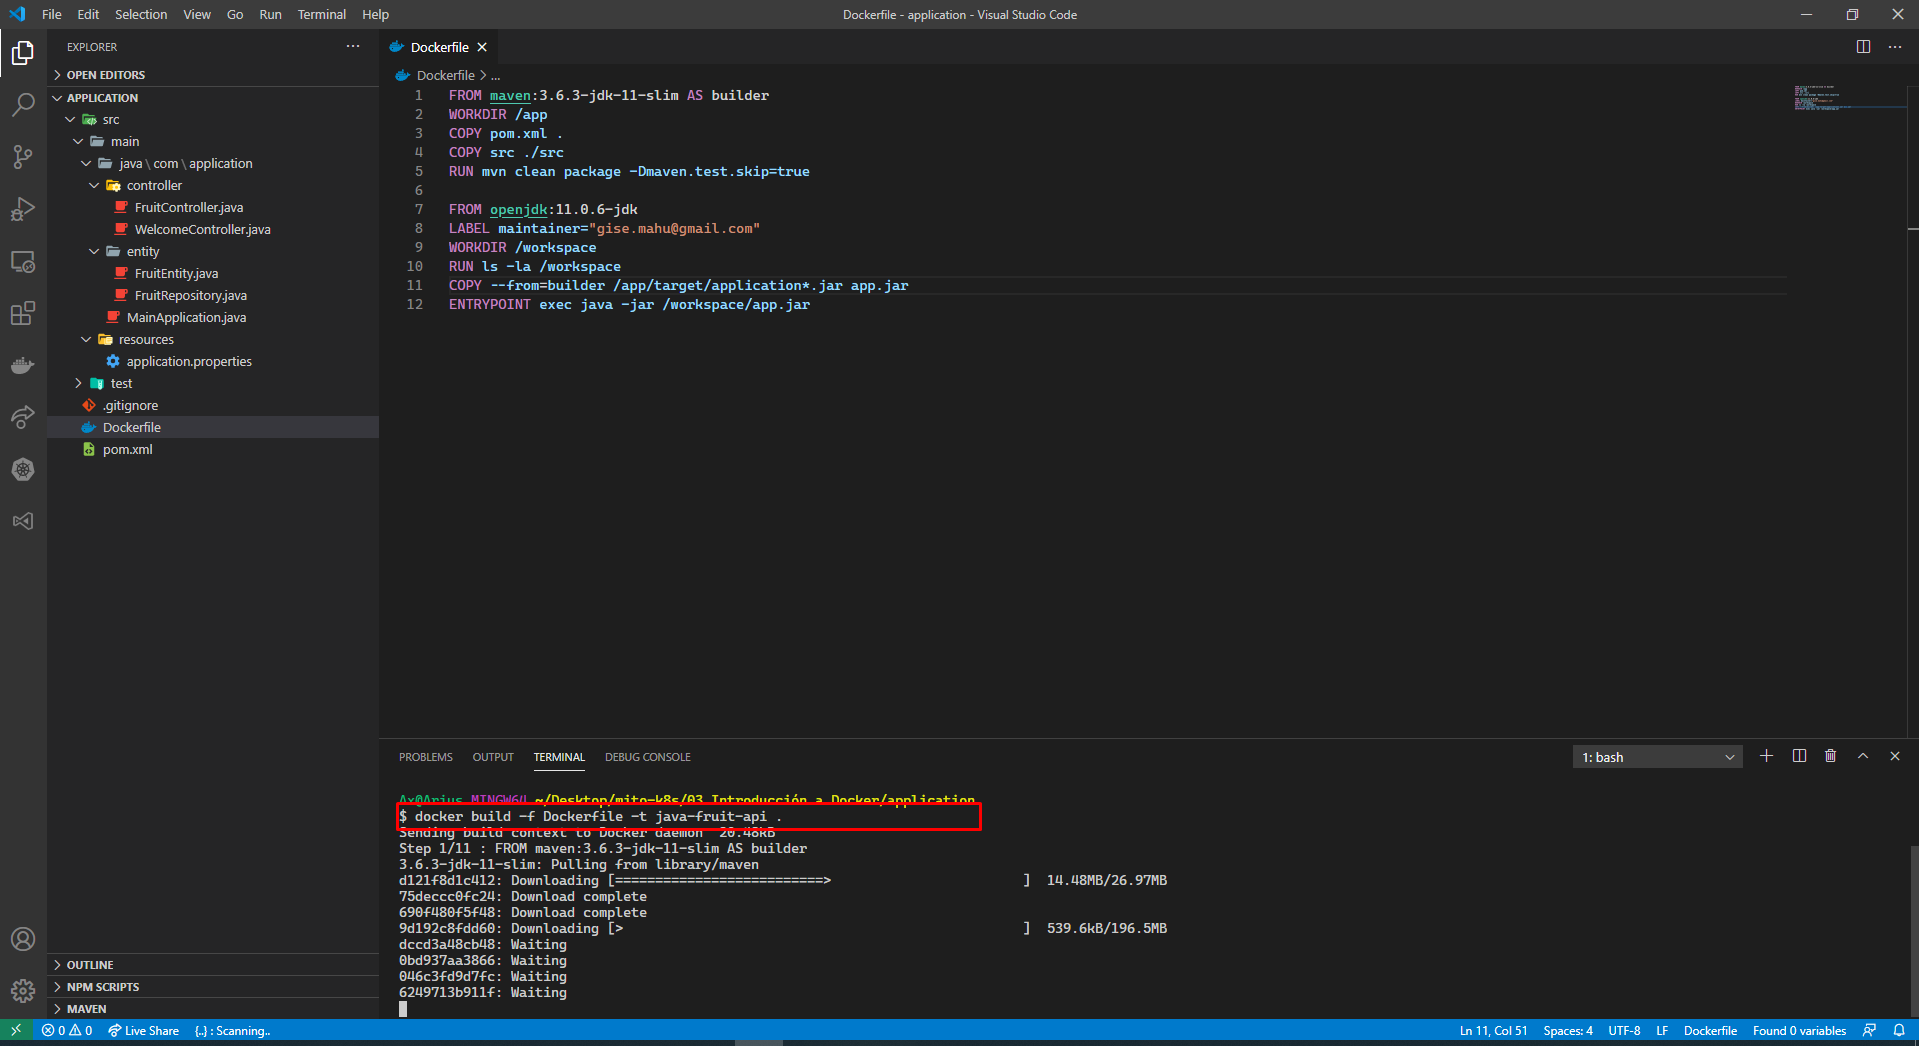 File Edit Selection View Go Run Terminal Help
Dockerfile - application - Visual Studio Code
EXPLORER
OPEN EDITORS
APPLICATION
src
main
java \ com \ application
controller
FruitController.java
WelcomeController.java
entity
FruitEntity.java
FruitRepository.java
MainApplication.java
resources
application.properties
test
.gitignore
Dockerfile
pom.xml
OUTLINE
NPM SCRIPTS
MAVEN
Dockerfile
Dockerfile > ...
1 FROM maven:3.6.3-jdk-11-slim AS builder
2 WORKDIR /app
3 COPY pom.xml .
4 COPY src ./src
5 RUN mvn clean package -Dmaven.test.skip=true
6
7 FROM openjdk:11.0.6-jdk
8 LABEL maintainer="gise.mahu@gmail.com"
9 WORKDIR /workspace
10 RUN ls -la /workspace
11 COPY --from=builder /app/target/application*.jar app.jar
12 ENTRYPOINT exec java -jar /workspace/app.jar
PROBLEMS OUTPUT TERMINAL DEBUG CONSOLE
1: bash
Ax@Arius MINGW64 ~/Desktop/mito-k8s/03 Introducción a Docker/application
$ docker build -f Dockerfile -t java-fruit-api .
Sending build context to Docker daemon 20.48kB
Step 1/11 : FROM maven:3.6.3-jdk-11-slim AS builder
3.6.3-jdk-11-slim: Pulling from library/maven
d121f8d1c412: Downloading [==========================> ] 14.48MB/26.97MB
75deccc0fc24: Download complete
690f480f5f48: Download complete
9d192c8fdd60: Downloading [> ] 539.6kB/196.5MB
dccd3a48cb48: Waiting
0bd937aa3866: Waiting
046c3fd9d7fc: Waiting
6249713b911f: Waiting
0 0 Live Share {..} : Scanning.. Ln 11, Col 51 Spaces: 4 UTF-8 LF Dockerfile Found 0 variables